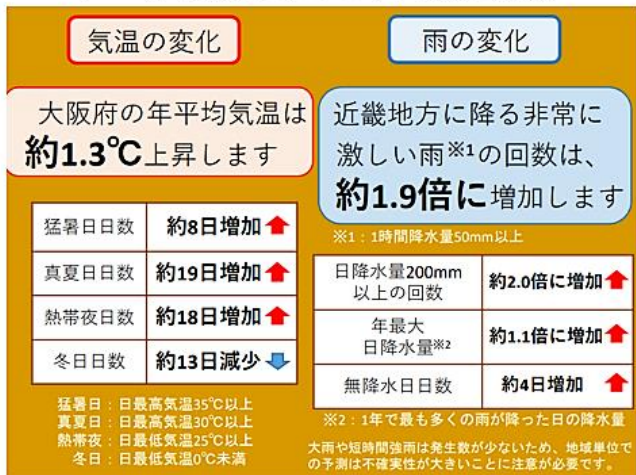 気温の変化
大阪府の年平均気温は
約1.3℃上昇します
猛暑日日数 約8日増加
真夏日日数 約19日増加
熱帯夜日数 約18日増加
冬日日数 約13日減少
猛暑日：日最高気温35℃以上
真夏日：日最高気温30℃以上
熱帯夜：日最低気温25℃以上
冬日：日最低気温0℃未満
雨の変化
近畿地方に降る非常に
激しい雨※1の回数は、
約1.9倍に増加します
※1：1時間降水量50mm以上
日降水量200mm
以上の回数 約2.0倍に増加
年最大
日降水量※2 約1.1倍に増加
無降水日日数 約4日増加
※2：1年で最も多くの雨が降った日の降水量
大雨や短時間強雨は発生数が少ないため、地域単位で
の予測は不確実性が大きいことに注意が必要です。